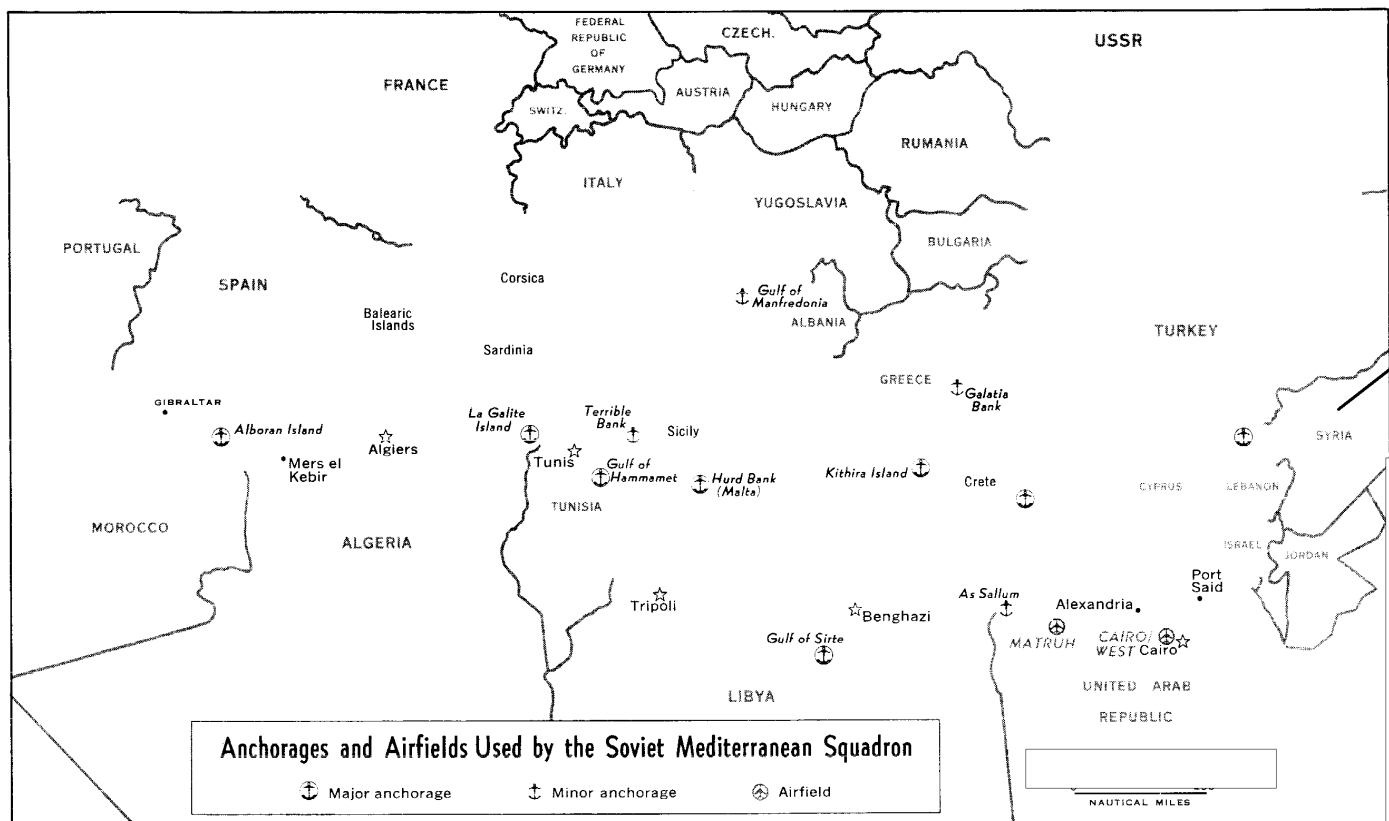 FEDERAL
REPUBLIC
OF
GERMANY
CZECH.
USSR
FRANCE
AUSTRIA
HUNGARY
SWITZ.
RUMANIA
ITALY
YUGOSLAVIA
PORTUGAL
BULGARIA
SPAIN
Corsica
Gulf of
Manfredonia
Balearic
Islands
ALBANIA
TURKEY
Sardinia
GREECE
Galatia
Bank
GIBRALTAR
Alboran Island
La Galite
Island
Terrible
Bank
Sicily
SYRIA
Algiers
Mers el
Kebir
Tunis
Gulf of
Hammamet
Hurd Bank
(Malta)
Kithira Island
Crete
CYPRUS
LEBANON
TUNISIA
MOROCCO
ALGERIA
ISRAEL
JORDAN
Port
Said
Tripoli
Benghazi
As Sallum
Alexandria
MATRUH
CAIRO/
WEST
Cairo
Gulf of Sirte
LIBYA
UNITED ARAB
REPUBLIC
Anchorages and Airfields Used by the Soviet Mediterranean Squadron
Major anchorage
Minor anchorage
Airfield
NAUTICAL MILES